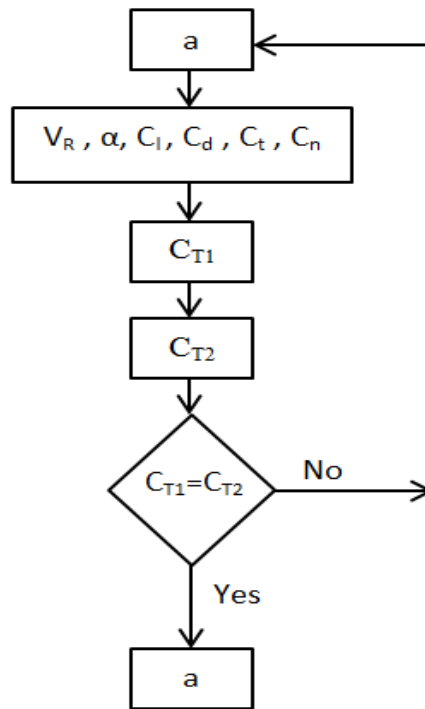 a
V_R , α, C_l, C_d , C_t , C_n
C_T1
C_T2
C_T1=C_T2
No
Yes
a